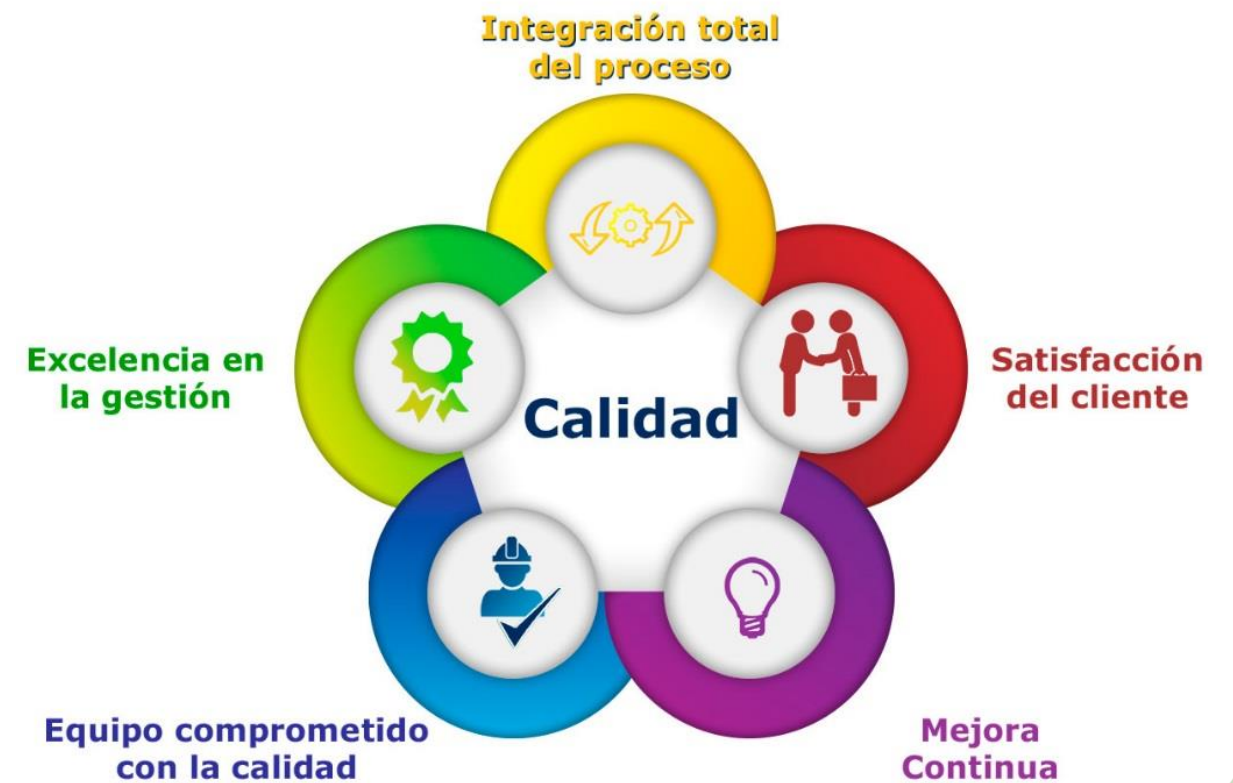 Integración total
del proceso
Excelencia en
la gestión
Calidad
Satisfacción
del cliente
Equipo comprometido
con la calidad
Mejora
Continua